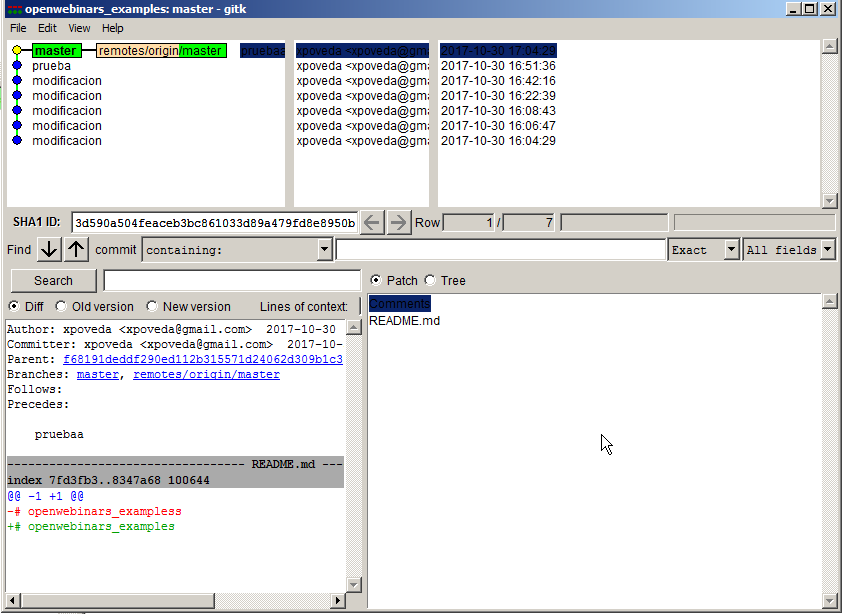 openwebinars_examples: master - gitk
File Edit View Help
master remotes/origin/master pruebaa xpoveda <xpoveda@gma 2017-10-30 17:04:29
prueba xpoveda <xpoveda@gma 2017-10-30 16:51:36
modificacion xpoveda <xpoveda@gma 2017-10-30 16:42:16
modificacion xpoveda <xpoveda@gma 2017-10-30 16:22:39
modificacion xpoveda <xpoveda@gma 2017-10-30 16:08:43
modificacion xpoveda <xpoveda@gma 2017-10-30 16:06:47
modificacion xpoveda <xpoveda@gma 2017-10-30 16:04:29
SHA1 ID: 3d590a504feaceb3bc861033d89a479fd8e8950b Row 1 / 7
Find commit containing: Exact All fields
Search Patch Tree
Diff Old version New version Lines of context:
Comments
README.md
Author: xpoveda <xpoveda@gmail.com> 2017-10-30
Committer: xpoveda <xpoveda@gmail.com> 2017-10-
Parent: f68191deddf290ed112b315571d24062d309b1c3
Branches: master, remotes/origin/master
Follows:
Precedes:
pruebaa
---------------------------------- README.md ---
index 7fd3fb3..8347a68 100644
@@ -1 +1 @@
-# openwebinars_exampless
+# openwebinars_examples